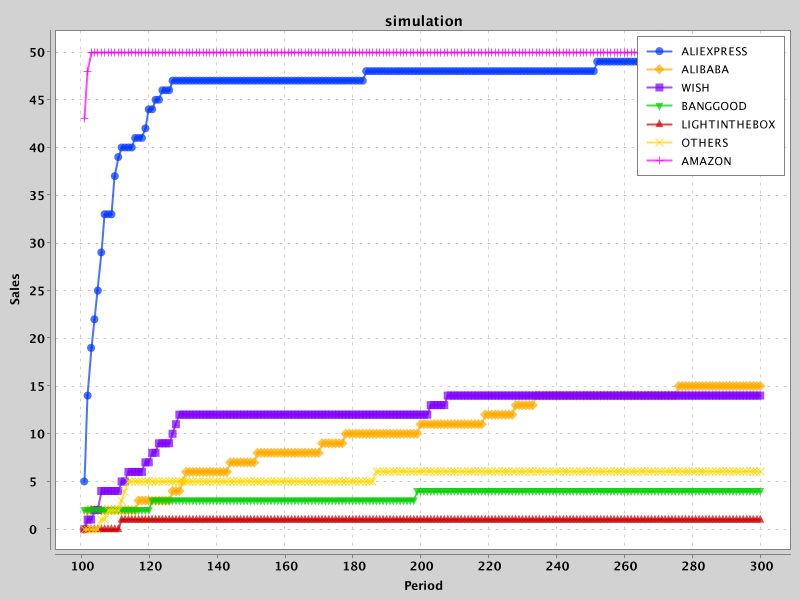 simulation
Sales
50
45
40
35
30
25
20
15
10
5
0
ALIEXPRESS
ALIBABA
WISH
BANGGOOD
LIGHTINTHEBOX
OTHERS
AMAZON
100 120 140 160 180 200 220 240 260 280 300
Period